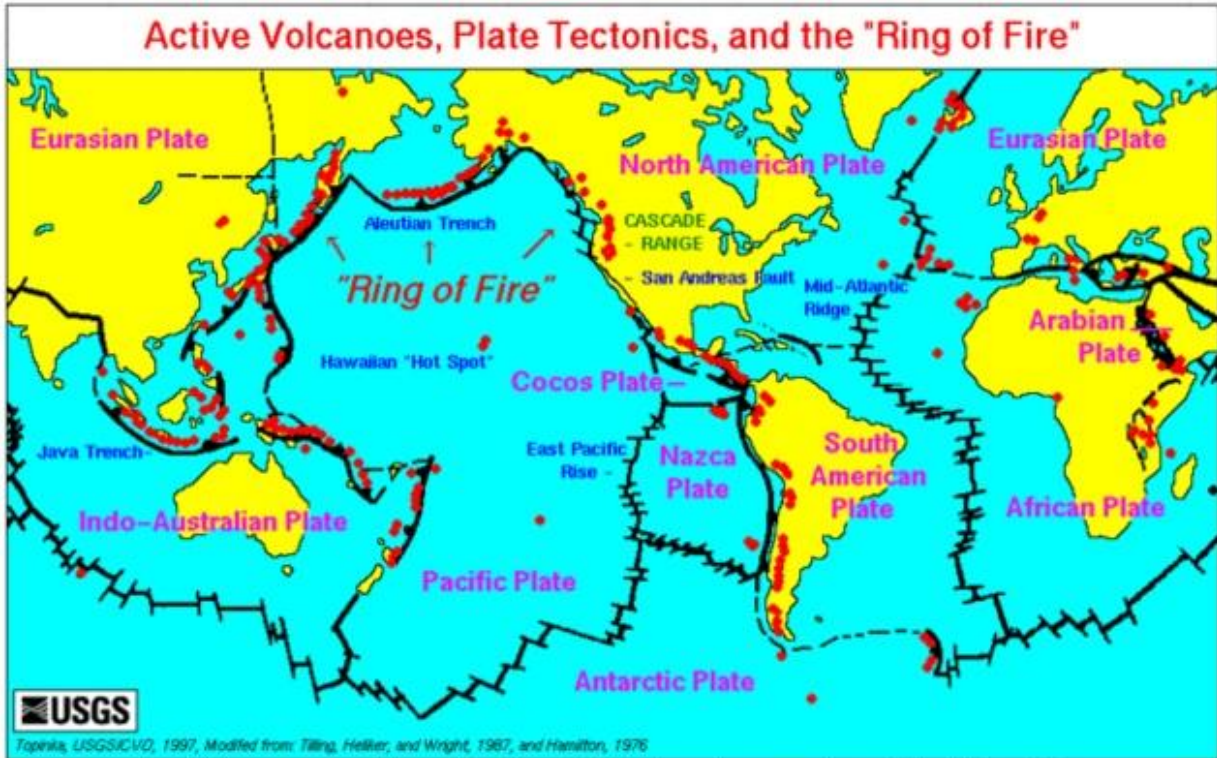 Active Volcanoes, Plate Tectonics, and the "Ring of Fire"
Eurasian Plate
North American Plate
Eurasian Plate
Aleutian Trench
CASCADE
- RANGE
"Ring of Fire"
- San Andreas Fault
Mid-Atlantic
Ridge
Arabian
Plate
Hawaiian "Hot Spot"
Cocos Plate
Java Trench
East Pacific
Rise -
Nazca
Plate
South
American
Plate
Indo-Australian Plate
African Plate
Pacific Plate
Antarctic Plate
USGS
Topinka, USGS/CVO, 1997, Modified from: Tilling, Heliker, and Wright, 1987, and Hamilton, 1976